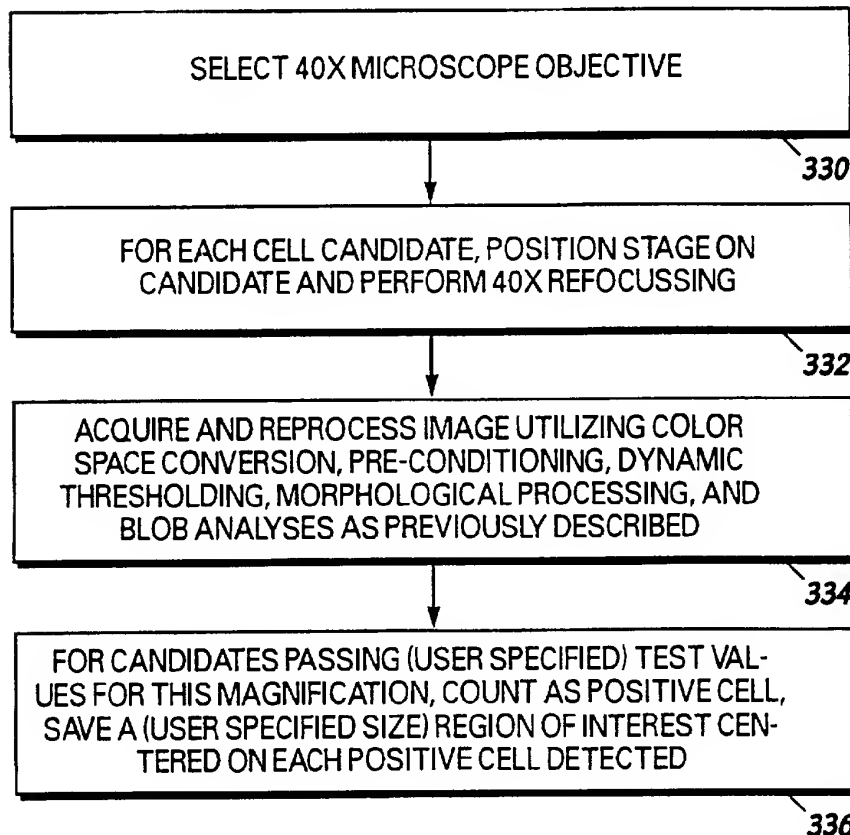 SELECT 40X MICROSCOPE OBJECTIVE
330
FOR EACH CELL CANDIDATE, POSITION STAGE ON
CANDIDATE AND PERFORM 40X REFOCUSSING
332
ACQUIRE AND REPROCESS IMAGE UTILIZING COLOR
SPACE CONVERSION, PRE-CONDITIONING, DYNAMIC
THRESHOLDING, MORPHOLOGICAL PROCESSING, AND
BLOB ANALYSES AS PREVIOUSLY DESCRIBED
334
FOR CANDIDATES PASSING (USER SPECIFIED) TEST VAL-
UES FOR THIS MAGNIFICATION, COUNT AS POSITIVE CELL,
SAVE A (USER SPECIFIED SIZE) REGION OF INTEREST CEN-
TERED ON EACH POSITIVE CELL DETECTED
336